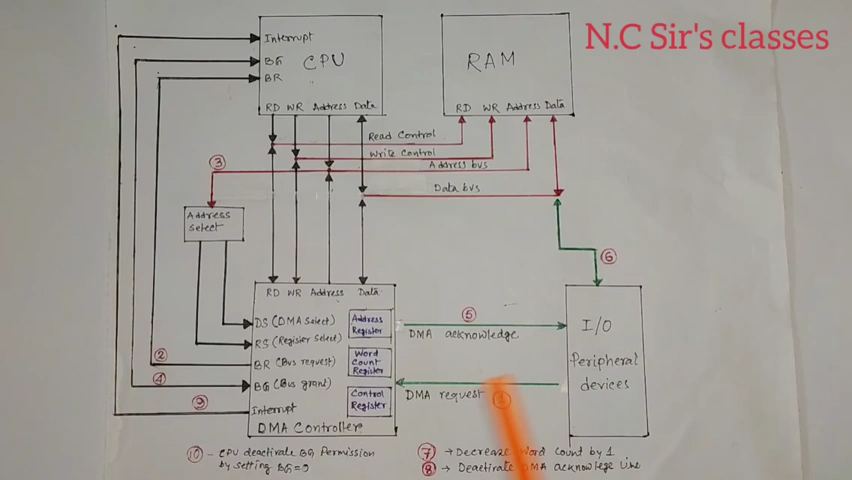 N.C Sir's classes
Interrupt
BG
BR
CPU
RD WR Address Data
RAM
RD WR Address Data
Read Control
Write Control
Address bus
Data bus
3
Address
select
6
RD WR Address Data
DS (DMA Select)
RS (Register Select)
BR (Bus request)
BG (Bus grant)
Interrupt
DMA Controller
Address
Register
Word
Count
Register
Control
Register
2
4
9
5
DMA acknowledge
DMA request 1
I/O
Peripheral
devices
10 - CPU deactivate BG Permission
by setting BG=0
7 → Decrease Word Count by 1
8 → Deactivate DMA acknowlege line